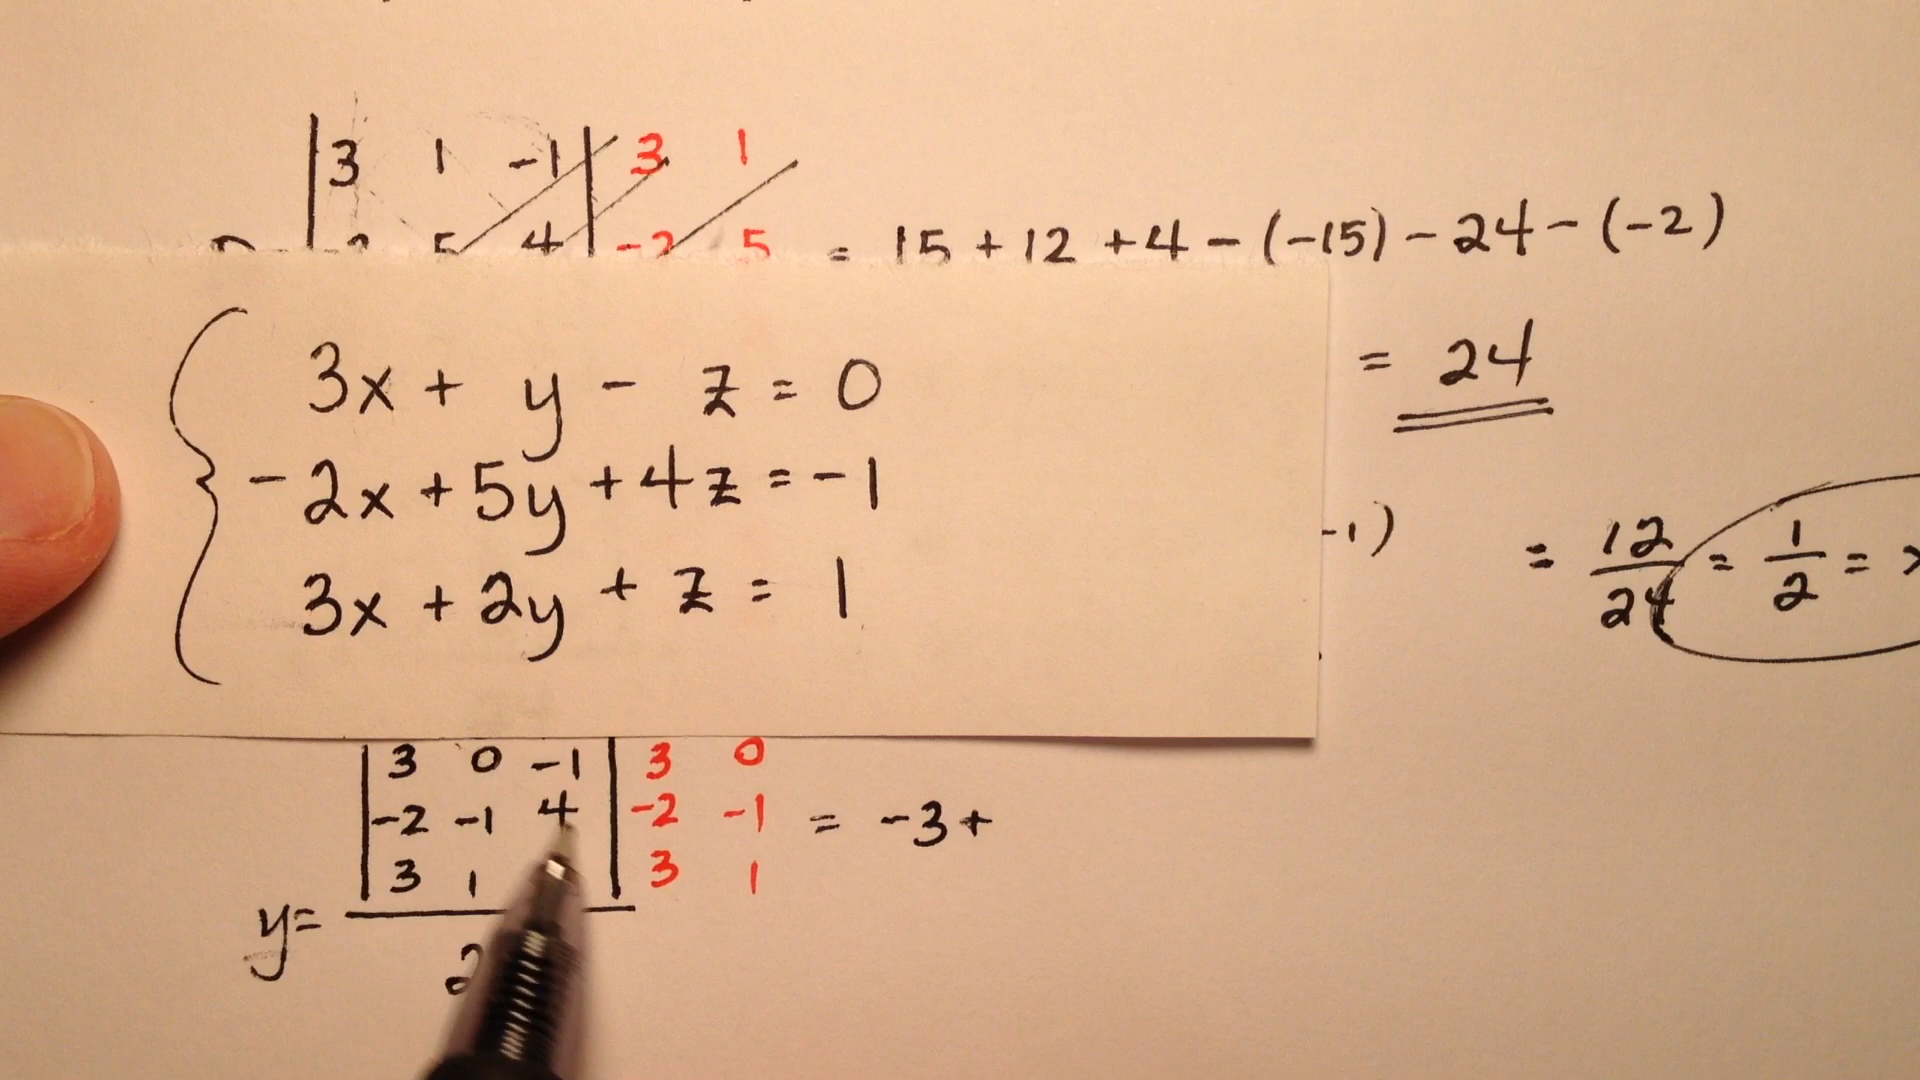 3 1 -1 3 1
5 4 -2 5 = 15 + 12 + 4 - (-15) - 24 - (-2)
= 24
3x + y - z = 0
-2x + 5y + 4z = -1
3x + 2y + z = 1
-1) = 12/24 = 1/2 =
3 0 -1 3 0
-2 -1 4 -2 -1 = -3 +
3 1 3 1
y=
2